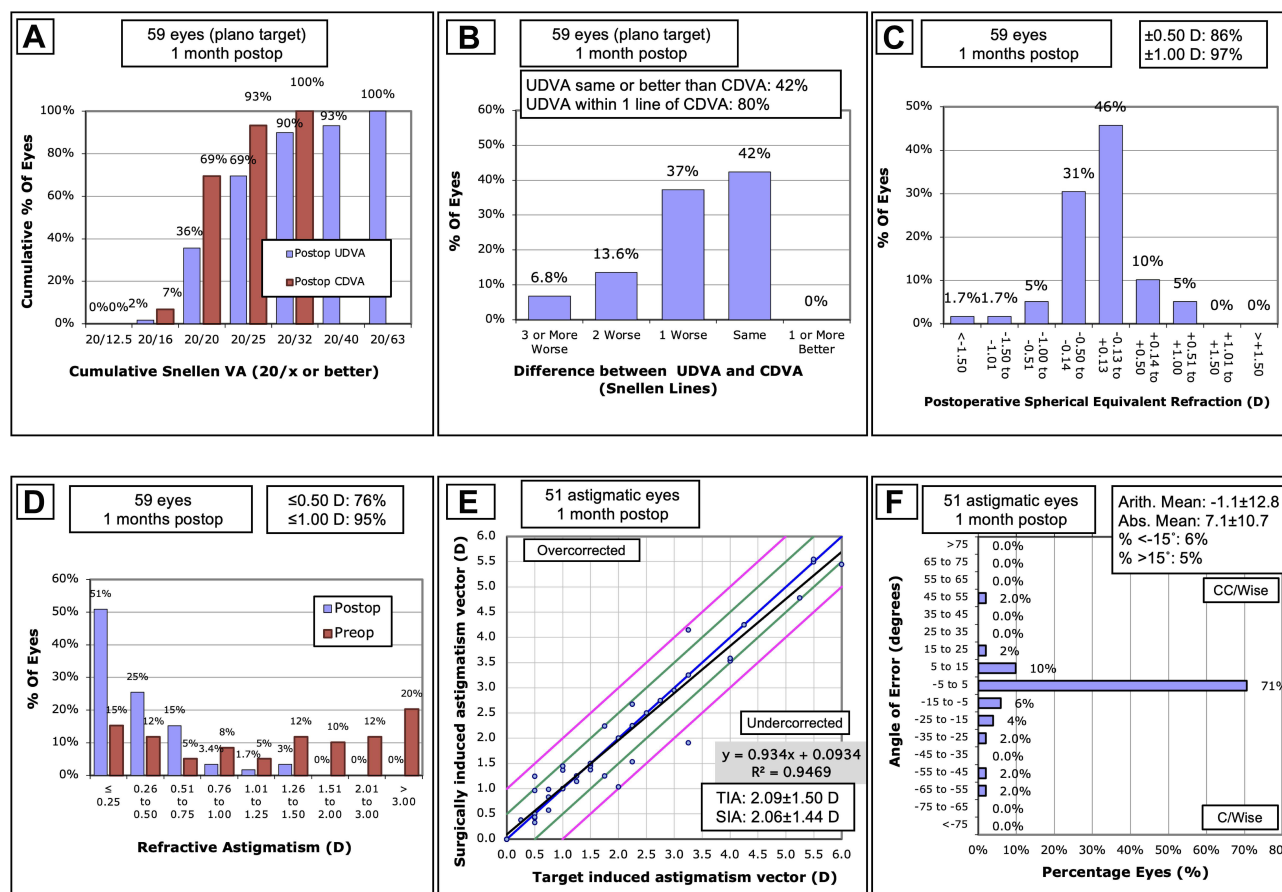 A
59 eyes (plano target)
1 month postop
100%
80%
60%
40%
20%
0%
Cumulative % Of Eyes
0%
0%
2%
7%
36%
69%
69%
93%
90%
100%
93%
100%
Postop UDVA
Postop CDVA
20/12.5
20/16
20/20
20/25
20/32
20/40
20/63
Cumulative Snellen VA (20/x or better)
B
59 eyes (plano target)
1 month postop
UDVA same or better than CDVA: 42%
UDVA within 1 line of CDVA: 80%
60%
50%
40%
30%
20%
10%
0%
% Of Eyes
6.8%
13.6%
37%
42%
0%
3 or More
Worse
2 Worse
1 Worse
Same
1 or More
Better
Difference between UDVA and CDVA
(Snellen Lines)
C
59 eyes
1 months postop
±0.50 D: 86%
±1.00 D: 97%
50%
40%
30%
20%
10%
0%
% Of Eyes
1.7%
1.7%
5%
31%
46%
10%
5%
0%
0%
<-1.50
-1.50 to
-1.01
-1.00 to
-0.51
-0.50 to
-0.14
-0.13 to
+0.13
+0.14 to
+0.50
+0.51 to
+1.00
+1.01 to
+1.50
>+1.50
Postoperative Spherical Equivalent Refraction (D)
D
59 eyes
1 months postop
≤0.50 D: 76%
≤1.00 D: 95%
60%
50%
40%
30%
20%
10%
0%
% Of Eyes
51%
15%
25%
12%
15%
5%
3.4%
8%
1.7%
5%
3%
12%
0%
10%
0%
12%
0%
20%
Postop
Preop
≤
0.25
0.26
to
0.50
0.51
to
0.75
0.76
to
1.00
1.01
to
1.25
1.26
to
1.50
1.51
to
2.00
2.01
to
3.00
>
3.00
Refractive Astigmatism (D)
E
51 astigmatic eyes
1 month postop
Overcorrected
Undercorrected
y = 0.934x + 0.0934
R² = 0.9469
TIA: 2.09±1.50 D
SIA: 2.06±1.44 D
6.0
5.5
5.0
4.5
4.0
3.5
3.0
2.5
2.0
1.5
1.0
0.5
0.0
Surgically induced astigmatism vector (D)
0.0 0.5 1.0 1.5 2.0 2.5 3.0 3.5 4.0 4.5 5.0 5.5 6.0
Target induced astigmatism vector (D)
F
51 astigmatic eyes
1 month postop
Arith. Mean: -1.1±12.8
Abs. Mean: 7.1±10.7
% <-15˚: 6%
% >15˚: 5%
CC/Wise
C/Wise
Angle of Error (degrees)
>75 0.0%
65 to 75 0.0%
55 to 65 0.0%
45 to 55 2.0%
35 to 45 0.0%
25 to 35 0.0%
15 to 25 2%
5 to 15 10%
-5 to 5 71%
-15 to -5 6%
-25 to -15 4%
-35 to -25 2.0%
-45 to -35 0.0%
-55 to -45 2.0%
-65 to -55 2.0%
-75 to -65 0.0%
<-75 0.0%
0% 10% 20% 30% 40% 50% 60% 70% 80
Percentage Eyes (%)